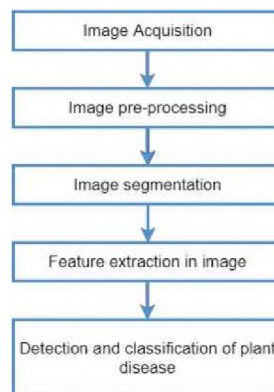 Image Acquisition
Image pre-processing
Image segmentation
Feature extraction in image
Detection and classification of plant
disease